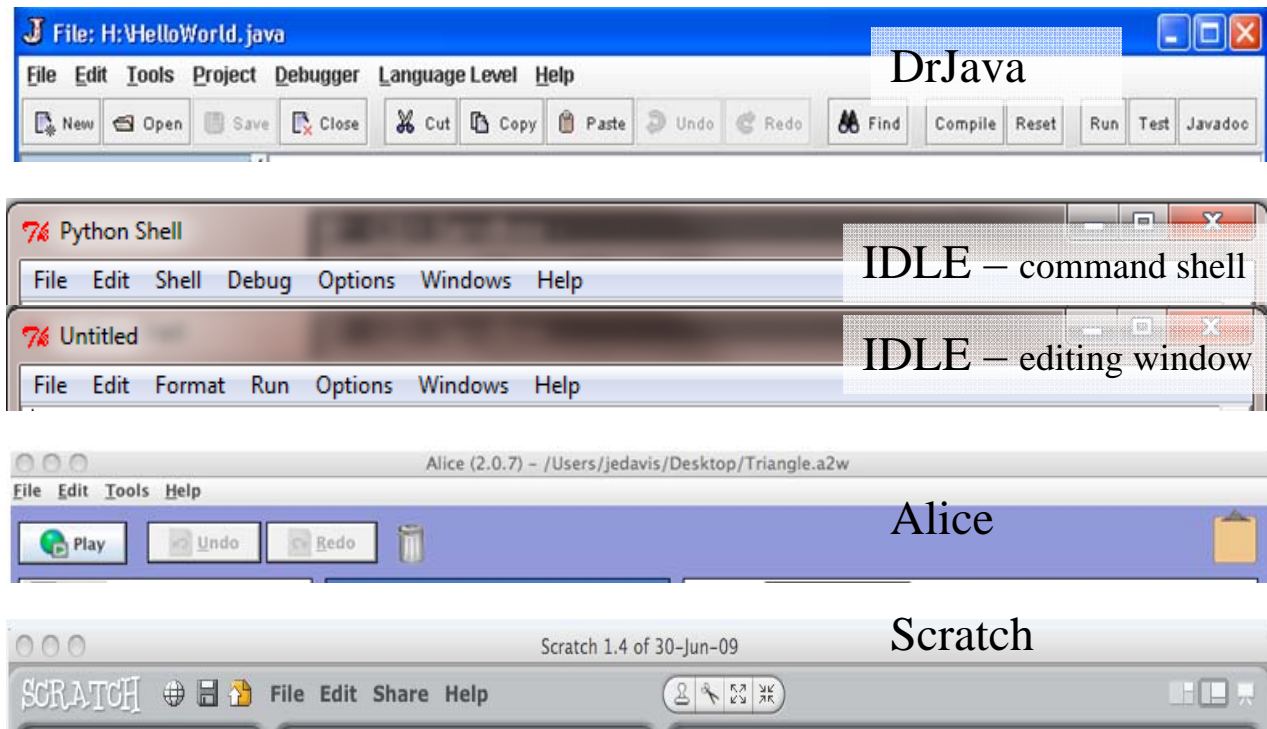 File: H:\HelloWorld.java
DrJava
File Edit Tools Project Debugger Language Level Help
New Open Save Close Cut Copy Paste Undo Redo Find Compile Reset Run Test Javadoc
Python Shell
IDLE – command shell
File Edit Shell Debug Options Windows Help
Untitled
IDLE – editing window
File Edit Format Run Options Windows Help
Alice (2.0.7) – /Users/jedavis/Desktop/Triangle.a2w
File Edit Tools Help
Alice
Play Undo Redo
Scratch
Scratch 1.4 of 30-Jun-09
SCRATCH File Edit Share Help